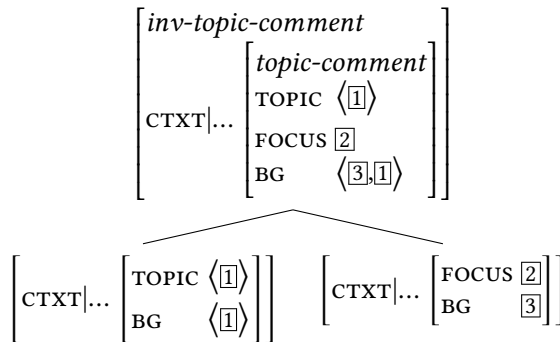 inv-topic-comment
topic-comment
TOPIC ⟨1⟩
CTXT|...
FOCUS 2
BG ⟨3,1⟩
CTXT|... TOPIC ⟨1⟩
BG ⟨1⟩
CTXT|... FOCUS 2
BG 3